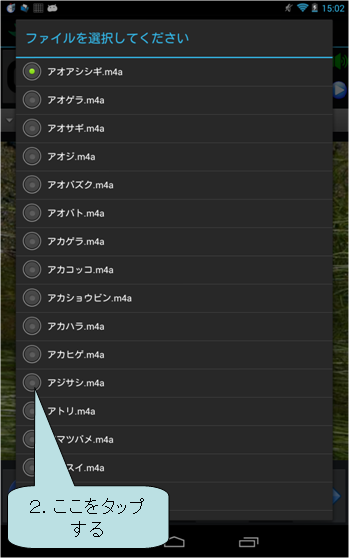 15:02
ファイルを選択してください
アオアシシギ.m4a
アオゲラ.m4a
アオサギ.m4a
アオジ.m4a
アオバズク.m4a
アオバト.m4a
アカゲラ.m4a
アカコッコ.m4a
アカショウビン.m4a
アカハラ.m4a
アカヒゲ.m4a
アジサシ.m4a
アトリ.m4a
マツバメ.m4a
スイ.m4a
2. ここをタップ
する